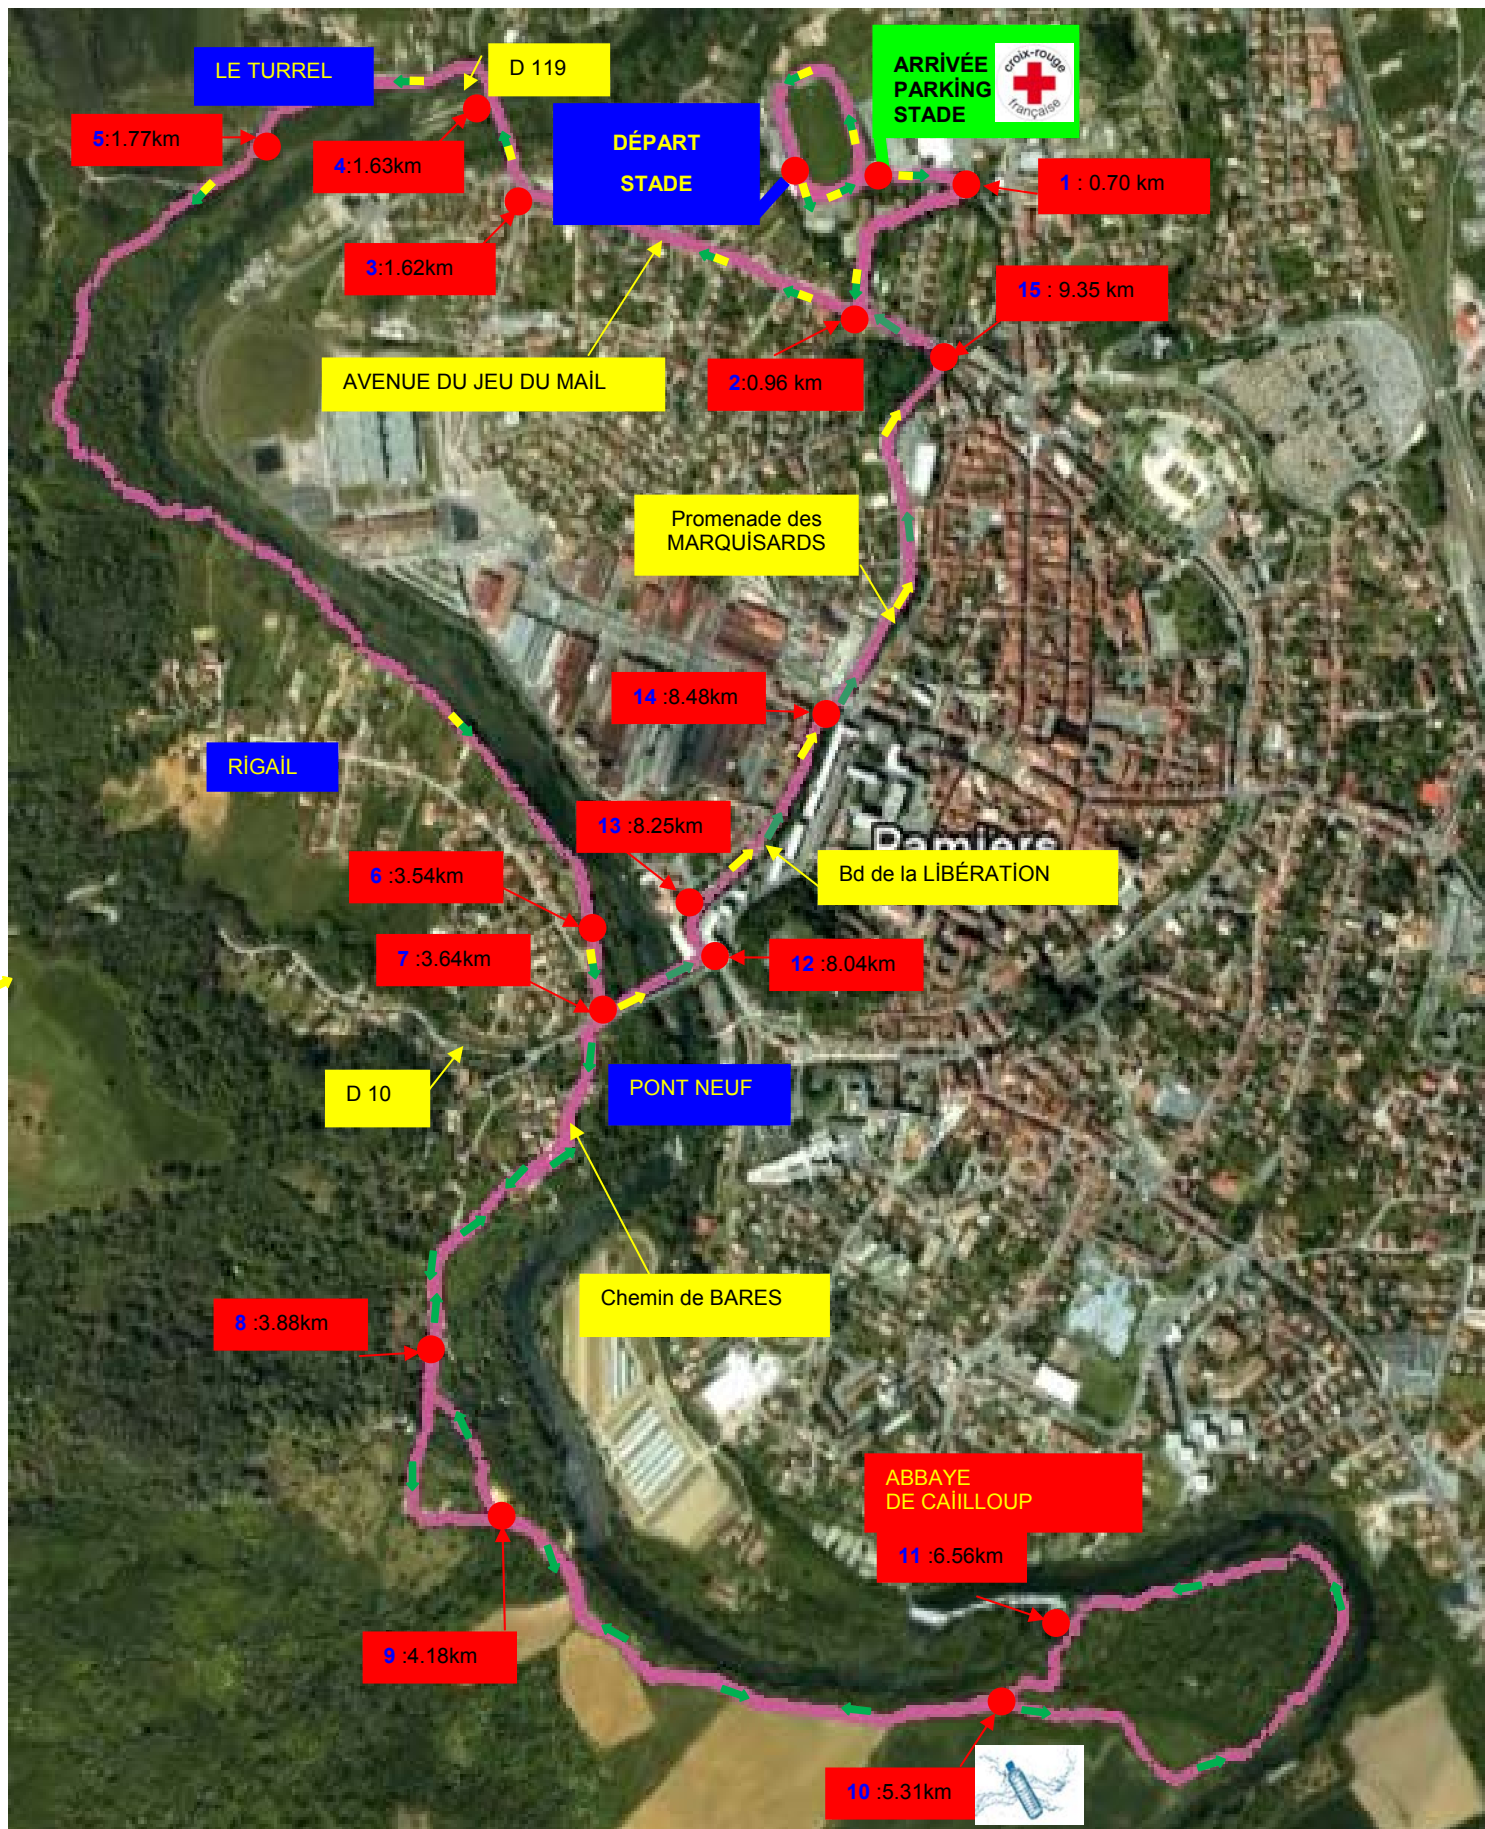 LE TURREL
D 119
ARRİVÉE
PARKİNG
STADE
croix-rouge
française
DÉPART
STADE
5:1.77km
4:1.63km
1 : 0.70 km
3:1.62km
15 : 9.35 km
AVENUE DU JEU DU MAİL
2:0.96 km
Promenade des
MARQUİSARDS
14 :8.48km
RİGAİL
13 :8.25km
Pamiers
Bd de la LİBÉRATİON
6 :3.54km
7 :3.64km
12 :8.04km
D 10
PONT NEUF
Chemin de BARES
8 :3.88km
ABBAYE
DE CAİILLOUP
11 :6.56km
9 :4.18km
10 :5.31km